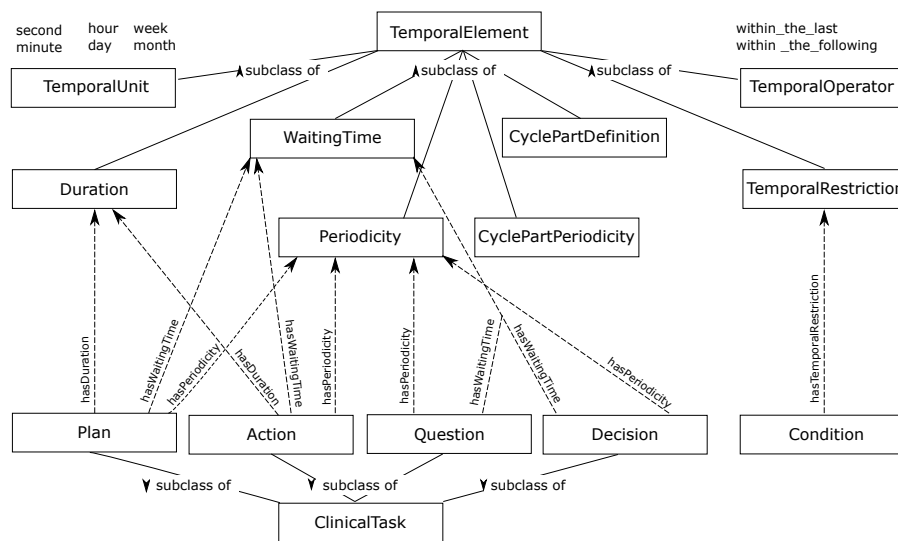 second hour week
minute day month
TemporalElement
within_the_last
within _the_following
subclass of subclass of subclass of
TemporalUnit
TemporalOperator
WaitingTime
CyclePartDefinition
Duration
TemporalRestriction
Periodicity
CyclePartPeriodicity
hasDuration
hasWaitingTime
hasPeriodicity
hasDuration
hasWaitingTime
hasPeriodicity
hasPeriodicity
hasWaitingTime
hasWaitingTime
hasPeriodicity
hasTemporalRestriction
Plan
Action
Question
Decision
Condition
subclass of subclass of subclass of
ClinicalTask